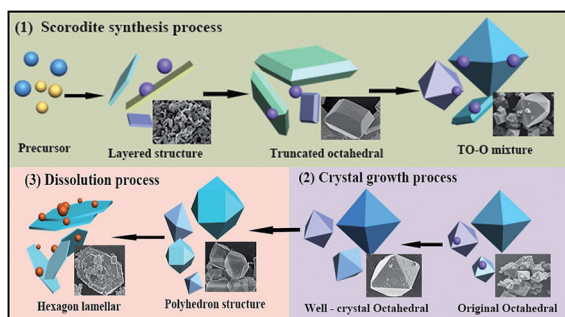 (1) Scorodite synthesis process
Precursor
Layered structure
Truncated octahedral
TO-O mixture
(3) Dissolution process
(2) Crystal growth process
Hexagon lamellar
Polyhedron structure
Well - crystal Octahedral
Original Octahedral